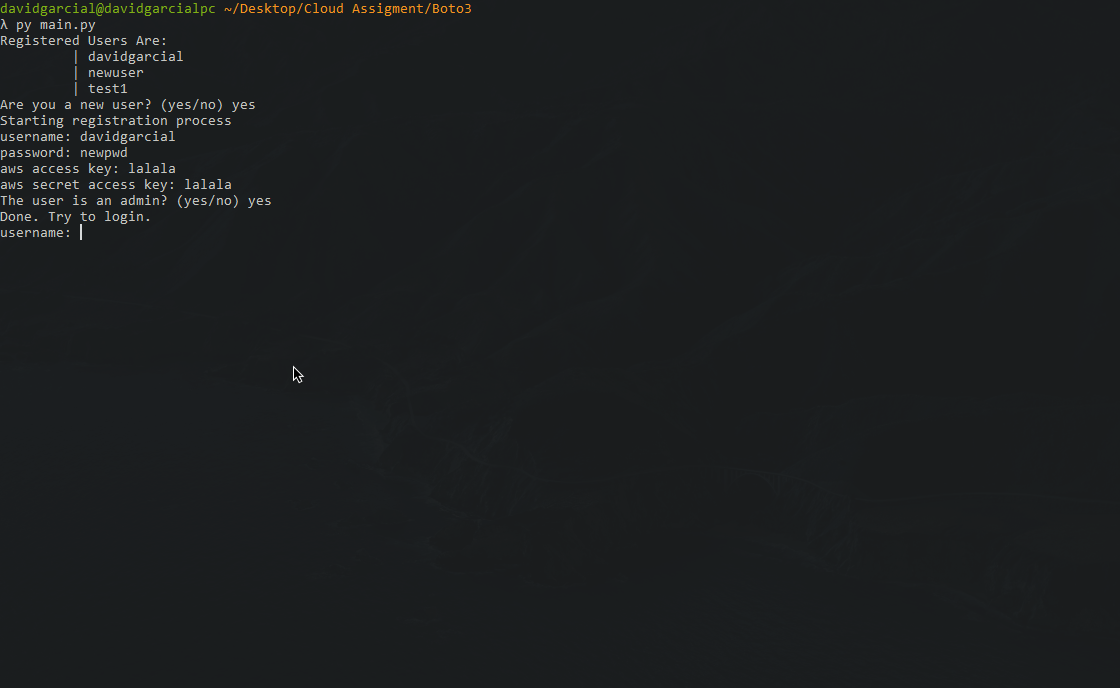 davidgarcial@davidgarcialpc ~/Desktop/Cloud Assigment/Boto3
λ py main.py
Registered Users Are:
| davidgarcial
| newuser
| test1
Are you a new user? (yes/no) yes
Starting registration process
username: davidgarcial
password: newpwd
aws access key: lalala
aws secret access key: lalala
The user is an admin? (yes/no) yes
Done. Try to login.
username: